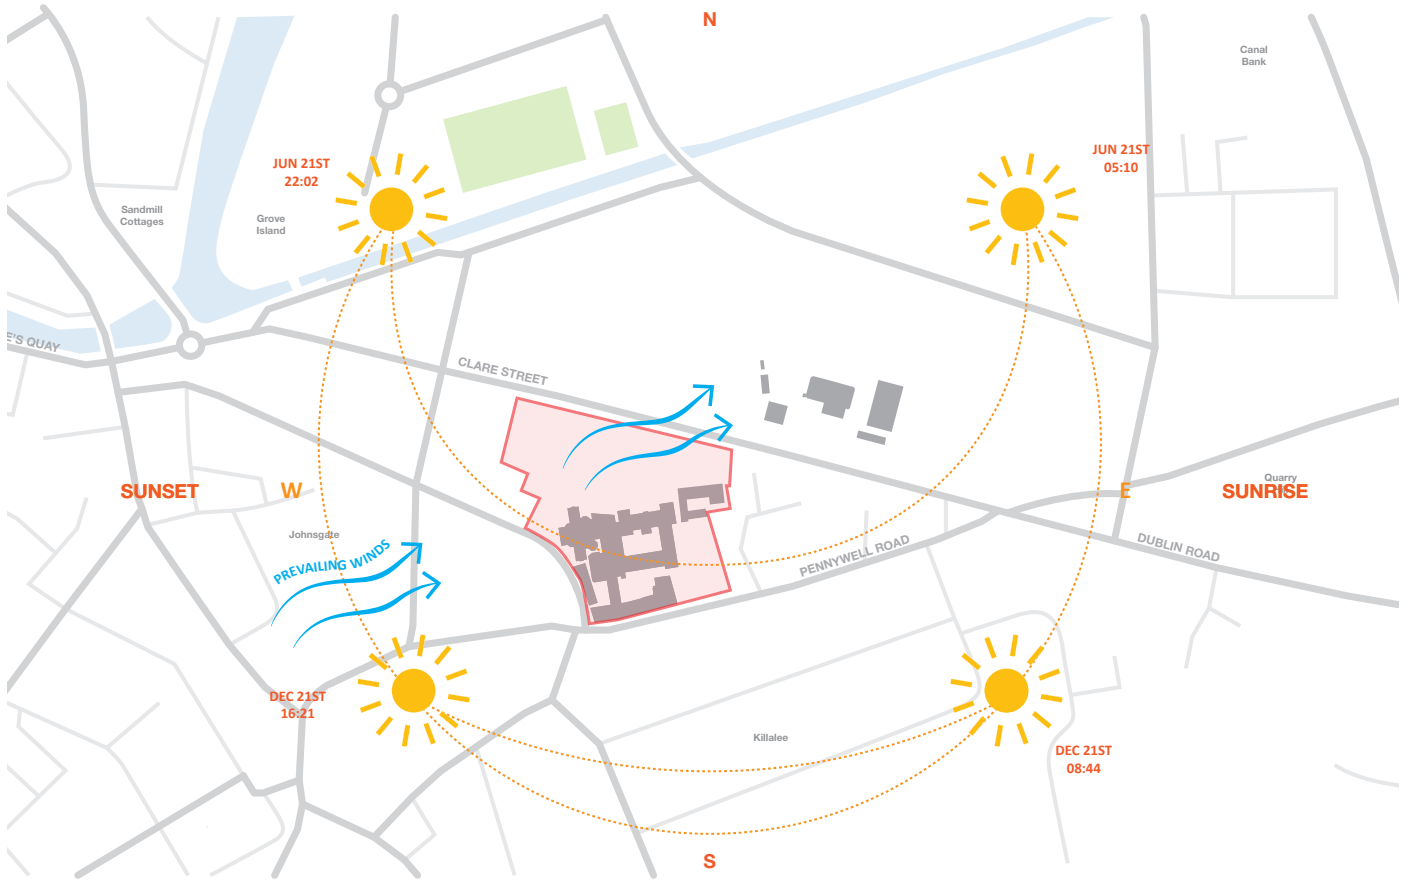 N
Canal
Bank
JUN 21ST
05:10
JUN 21ST
22:02
Sandmill
Cottages
Grove
Island
E'S QUAY
CLARE STREET
SUNSET
W
E
Quarry
SUNRISE
Johnsgate
PREVAILING WINDS
PENNYWELL ROAD
DUBLIN ROAD
DEC 21ST
16:21
Killalee
DEC 21ST
08:44
S